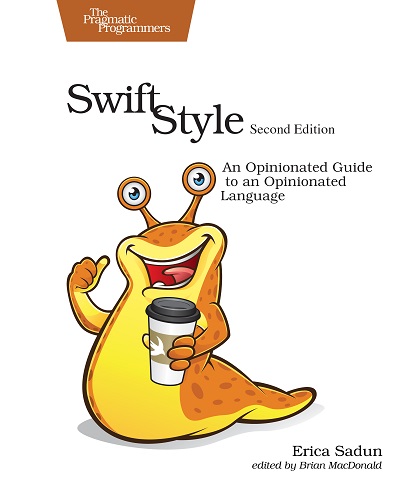 The
Pragmatic
Programmers
Swift
Style Second Edition
An Opinionated Guide
to an Opinionated
Language
Erica Sadun
edited by Brian MacDonald